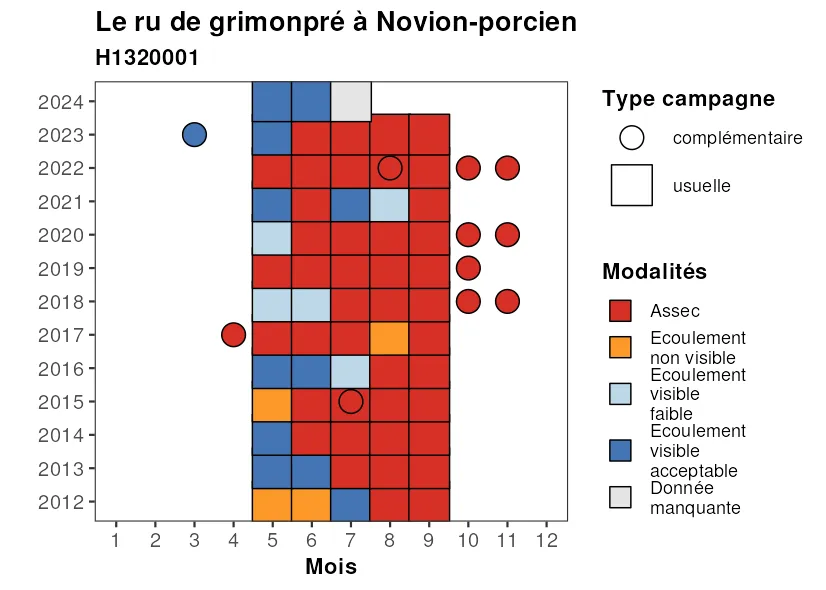 Le ru de grimonpré à Novion-porcien
H1320001
2024
2023
2022
2021
2020
2019
2018
2017
2016
2015
2014
2013
2012
1 2 3 4 5 6 7 8 9 10 11 12
Mois
Type campagne
complémentaire
usuelle
Modalités
Assec
Ecoulement
non visible
Ecoulement
visible
faible
Ecoulement
visible
acceptable
Donnée
manquante